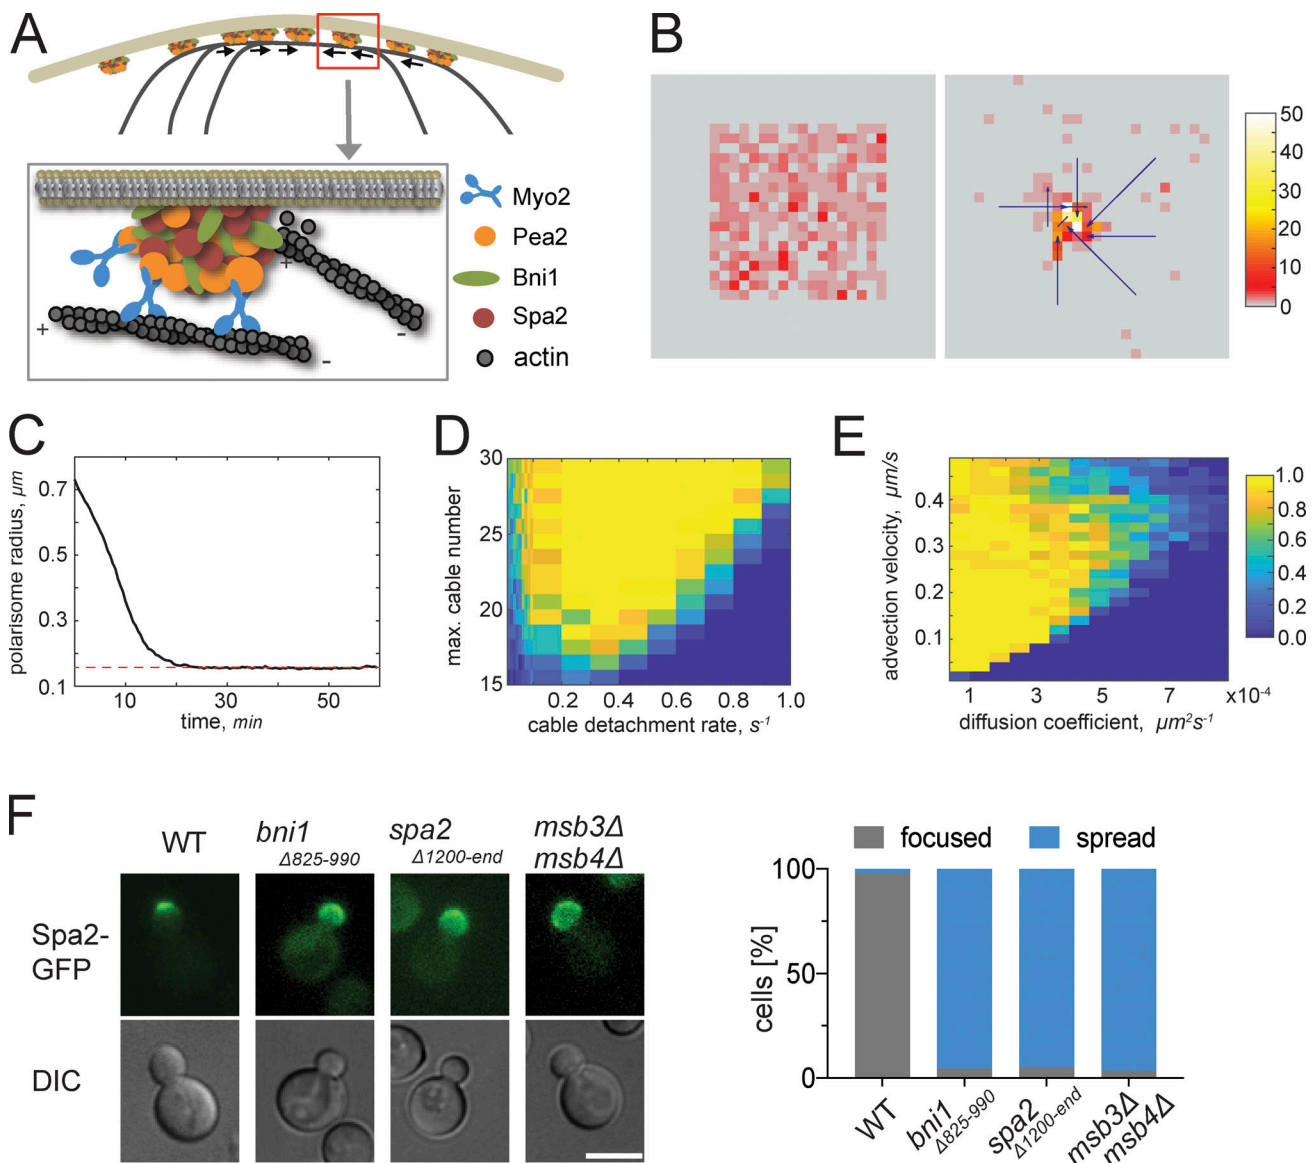 A
Myo2
Pea2
Bni1
Spa2
actin
+
+
-
-
B
50
40
30
20
10
0
C
polarisome radius, µm
0.7
0.5
0.3
0.1
10
30
50
time, min
D
max. cable number
30
25
20
15
0.2
0.4
0.6
0.8
1.0
cable detachment rate, s-1
E
advection velocity, µm/s
0.4
0.3
0.2
0.1
1
3
5
7
x10-4
diffusion coefficient, µm2s-1
1.0
0.8
0.6
0.4
0.2
0.0
F
WT
bni1
Δ825-990
spa2
Δ1200-end
msb3Δ
msb4Δ
Spa2-
GFP
DIC
focused
spread
cells [%]
100
50
0
WT
bni1
Δ825-990
spa2
Δ1200-end
msb3Δ
msb4Δ